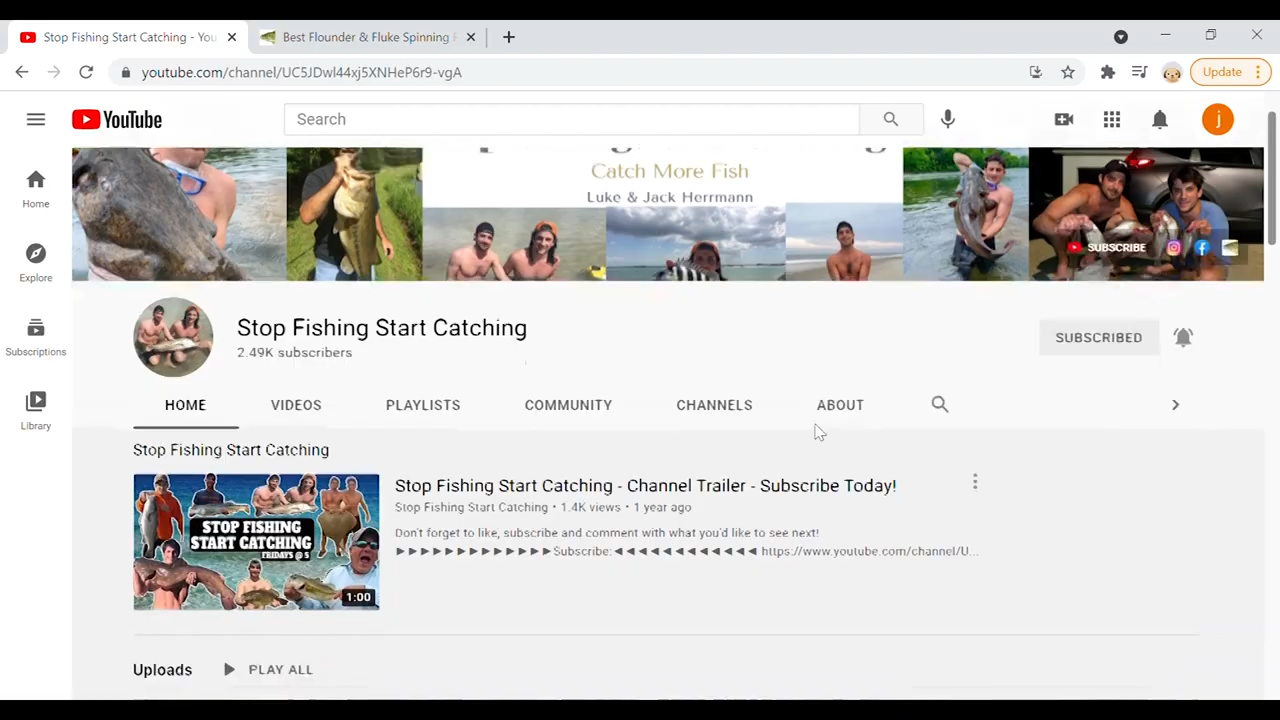 Stop Fishing Start Catching - You
Best Flounder & Fluke Spinning
youtube.com/channel/UC5JDwl44xj5XNHeP6r9-vgA
Update
YouTube
Search
j
Home
Explore
Subscriptions
Library
Catch More Fish
Luke & Jack Herrmann
SUBSCRIBE
Stop Fishing Start Catching
2.49K subscribers
SUBSCRIBED
HOME VIDEOS PLAYLISTS COMMUNITY CHANNELS ABOUT
Stop Fishing Start Catching
STOP FISHING
START CATCHING
FRIDAYS @ 5
1:00
Stop Fishing Start Catching - Channel Trailer - Subscribe Today!
Stop Fishing Start Catching • 1.4K views • 1 year ago
Don't forget to like, subscribe and comment with what you'd like to see next!
►►►►►►►►►►►►►Subscribe:◄◄◄◄◄◄◄◄◄◄◄◄ https://www.youtube.com/channel/U...
Uploads PLAY ALL